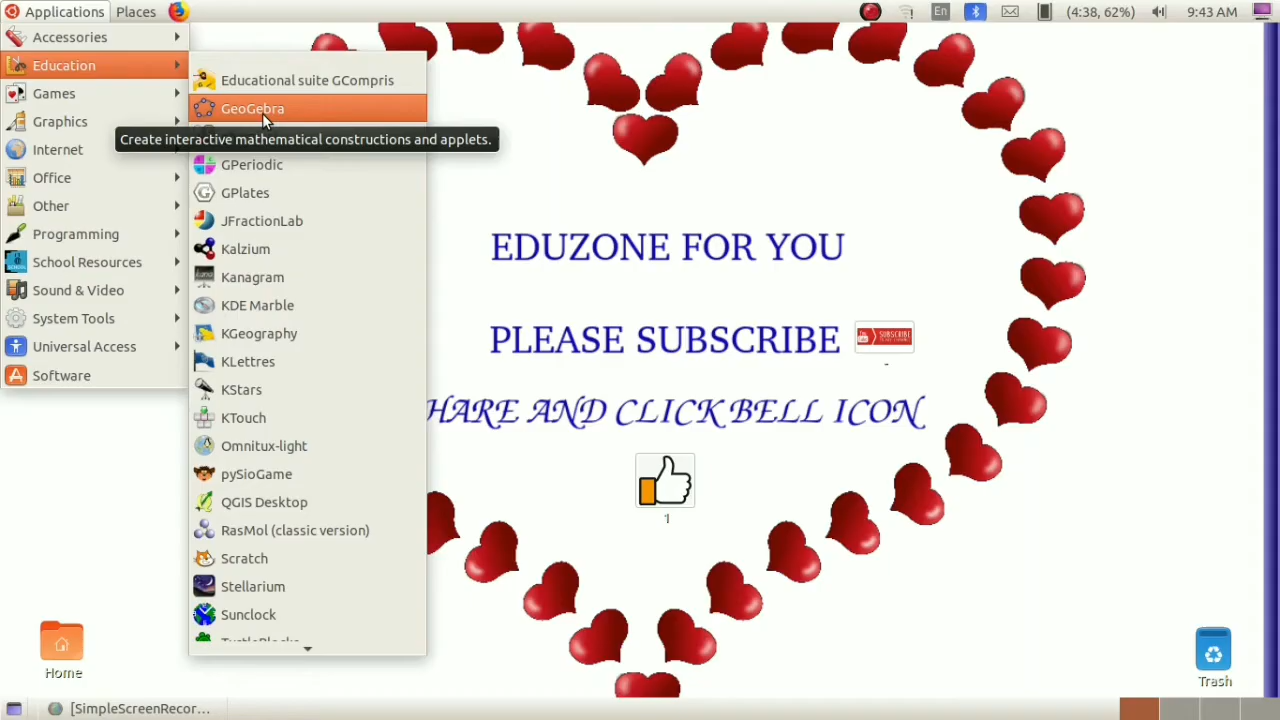 Applications Places
En (4:38, 62%) 9:43 AM
Accessories
Education
Games
Graphics
Internet
Office
Other
Programming
School Resources
Sound & Video
System Tools
Universal Access
Software
Educational suite GCompris
GeoGebra
Create interactive mathematical constructions and applets.
GPeriodic
GPlates
JFractionLab
Kalzium
Kanagram
KDE Marble
KGeography
KLettres
KStars
KTouch
Omnitux-light
pySioGame
QGIS Desktop
RasMol (classic version)
Scratch
Stellarium
Sunclock
EDUZONE FOR YOU
PLEASE SUBSCRIBE SUBSCRIBE
-
HARE AND CLICK BELL ICON
1
Home
Trash
[SimpleScreenRecor...